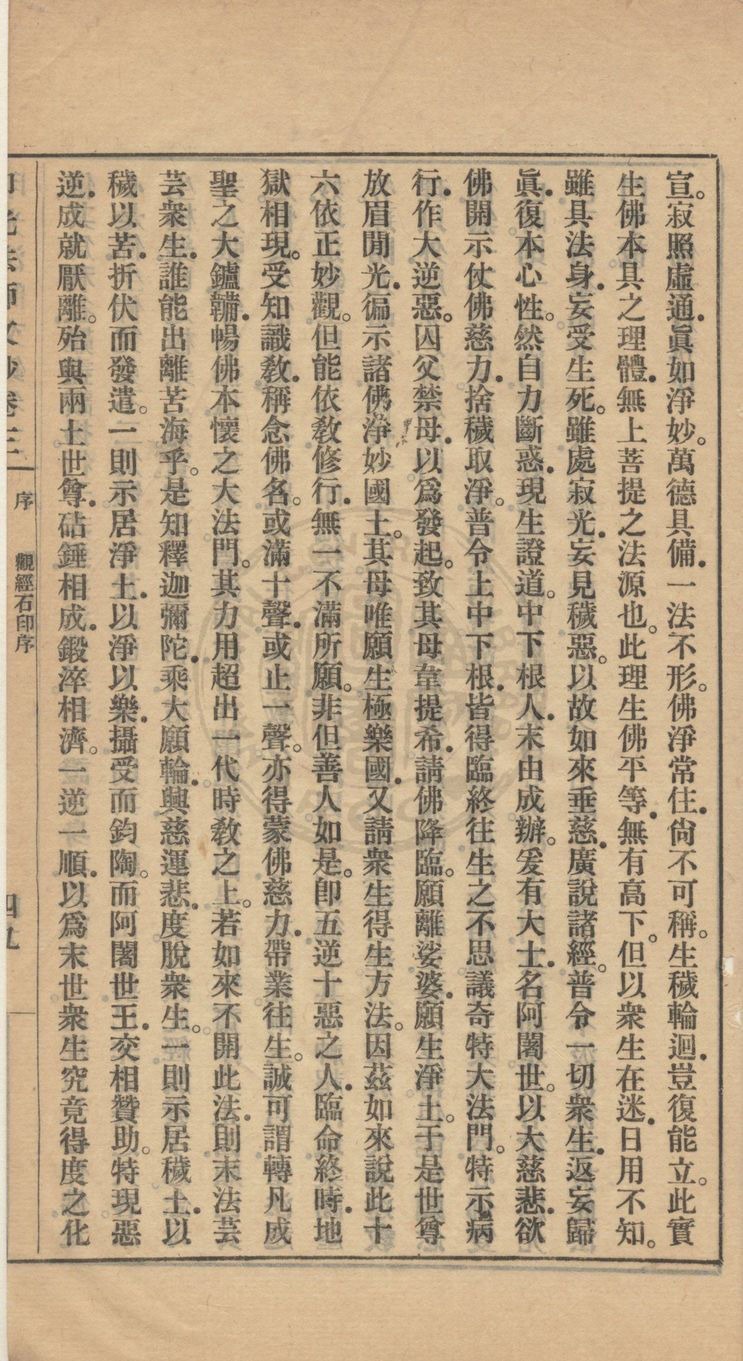 宣。寂照虛通。眞如淨妙。萬德具備。一法不形。佛淨常住。尙不可稱。生穢輪迴。豈復能立。此實
生佛本具之理體。無上菩提之法源也。此理生佛平等。無有高下。但以衆生在迷。日用不知。
雖具法身。妄受生死。雖處寂光。妄見穢惡。以故如來垂慈。廣說諸經。普令一切衆生。返妄歸
眞。復本心性。然自力斷惑。現生證道。中下根人。末由成辦。爰有大士。名阿闍世。以大慈悲。欲
佛開示仗佛慈力。捨穢取淨。普令上中下根。皆得臨終往生之不思議奇特大法門。特示病
行。作大逆惡。囚父禁母。以爲發起。致其母韋提希。請佛降臨。願離娑婆。願生淨土。于是世尊
放眉間光。徧示諸佛淨妙國土。其母唯願生極樂國。又請衆生得生方法。因茲如來說此十
六依正妙觀。但能依敎修行。無一不滿所願。非但善人如是。卽五逆十惡之人。臨命終時。地
獄相現。受知識敎。稱念佛名。或滿十聲。或止一聲。亦得蒙佛慈力。帶業往生。誠可謂轉凡成
聖之大鑪韛。暢佛本懷之大法門。其力用超出一代時敎之上。若如來不開此法。則末法芸
芸衆生。誰能出離苦海乎。是知釋迦彌陀。乘大願輪。興慈運悲。度脫衆生。一則示居穢土。以
穢以苦。折伏而發遣。一則示居淨土。以淨以樂。攝受而鈞陶。而阿闍世王。交相贊助。特現惡
逆。成就厭離。殆與兩土世尊。砧錘相成。鍛淬相濟。一逆一順。以爲末世衆生究竟得度之化
序 觀經石印序